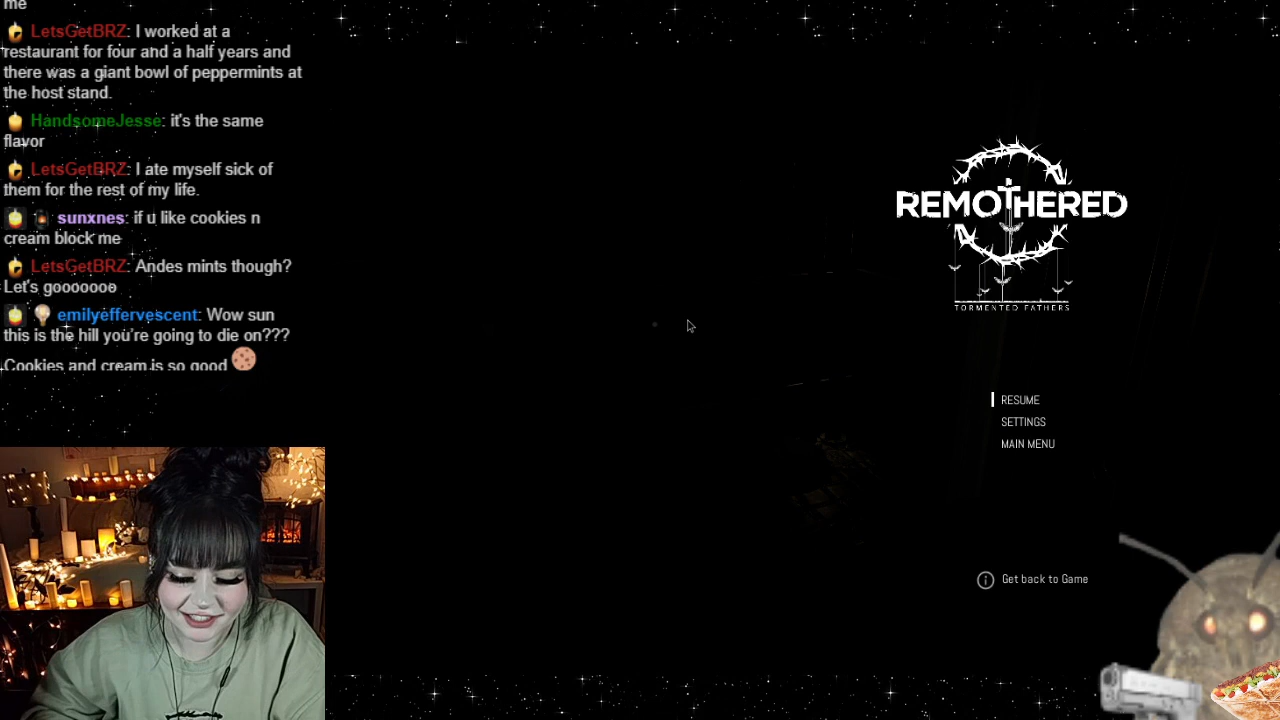 me
LetsGetBRZ: I worked at a
restaurant for four and a half years and
there was a giant bowl of peppermints at
the host stand.
HandsomeJesse: it's the same
flavor
LetsGetBRZ: I ate myself sick of
them for the rest of my life.
sunxnes: if u like cookies n
cream block me
LetsGetBRZ: Andes mints though?
Let's gooooooo
emilyeffervescent: Wow sun
this is the hill you're going to die on???
Cookies and cream is so good
REMOTHERED
TORMENTED FATHERS
RESUME
SETTINGS
MAIN MENU
Get back to Game